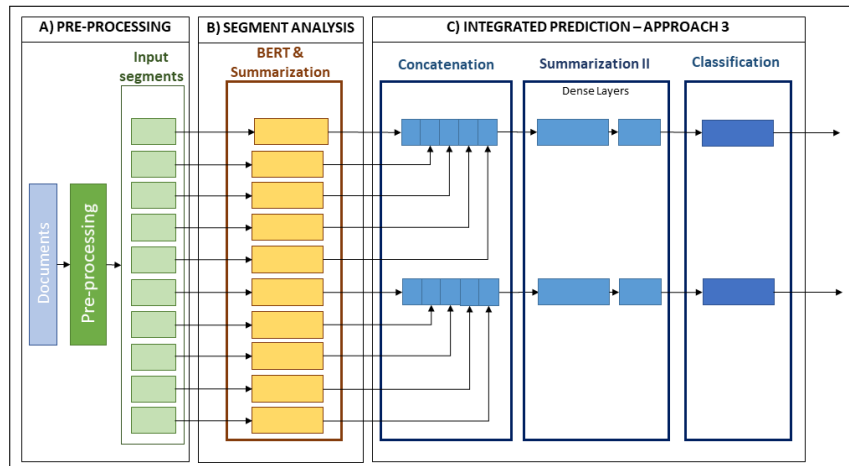 A) PRE-PROCESSING
B) SEGMENT ANALYSIS
C) INTEGRATED PREDICTION – APPROACH 3
Input
segments
BERT &
Summarization
Concatenation
Summarization II
Classification
Dense Layers
Documents
Pre-processing